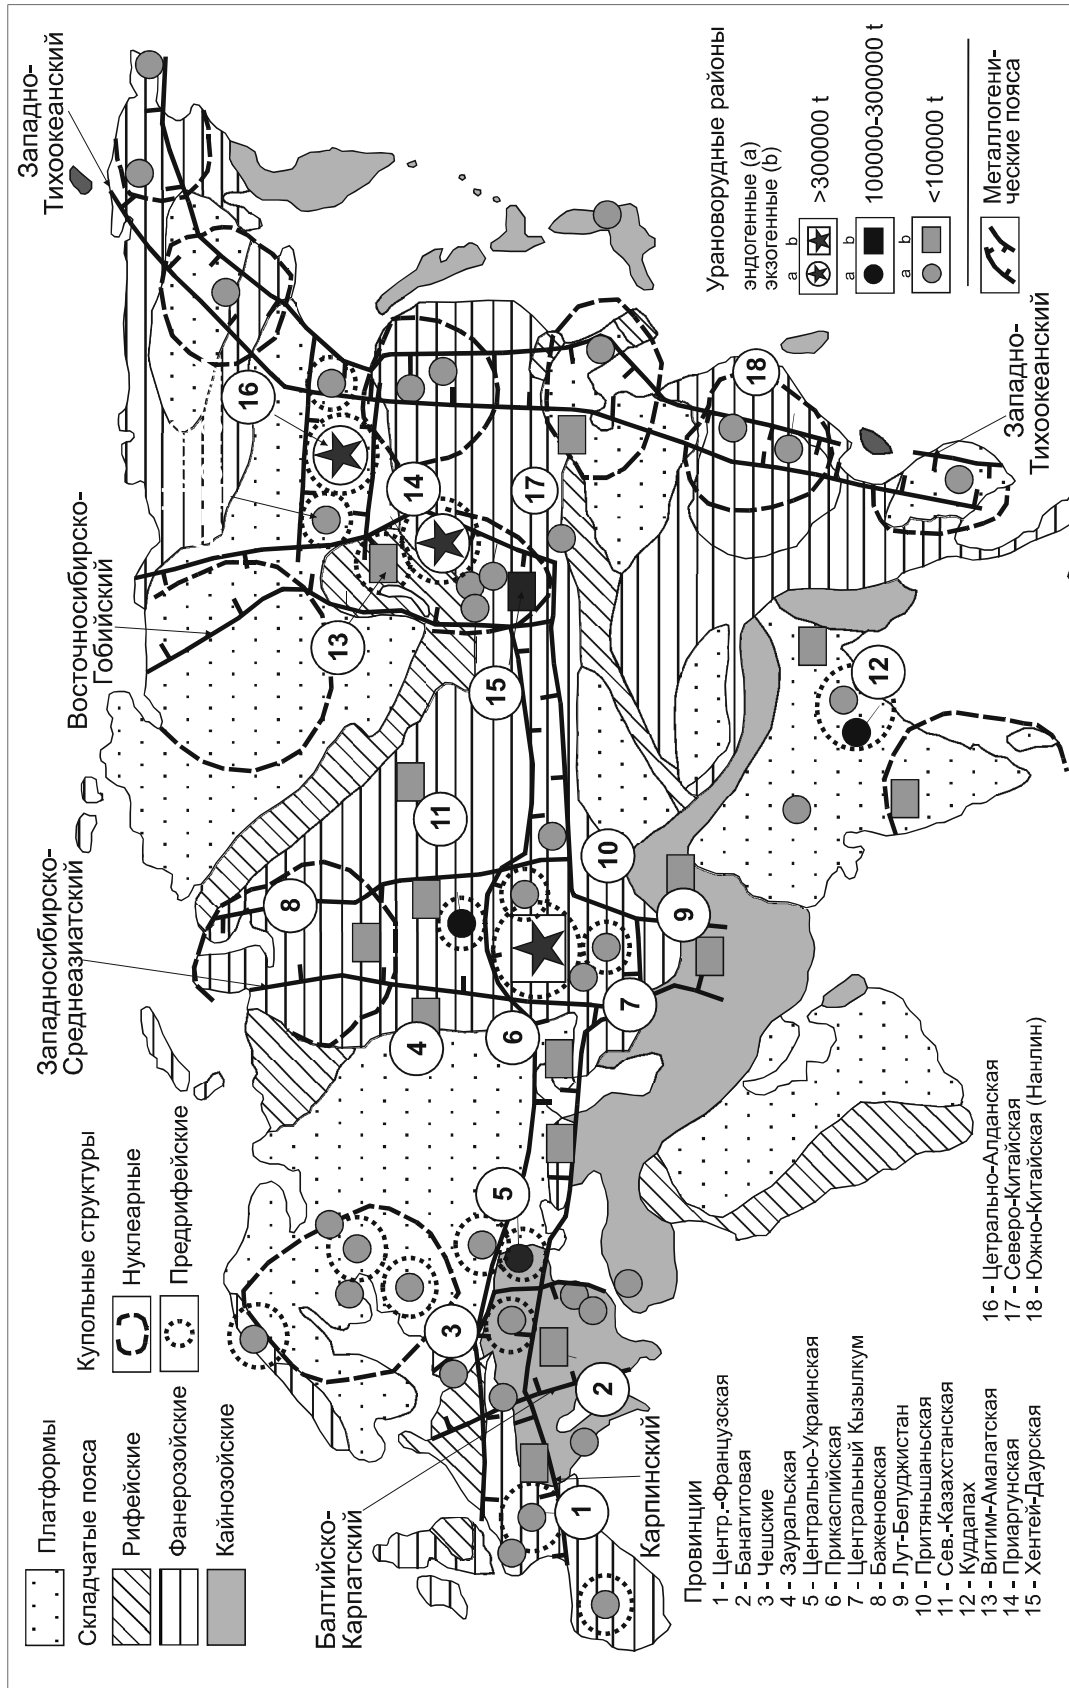 Платформы
Складчатые пояса
Рифейские
Фанерозойские
Кайнозойские
Купольные структуры
Нуклеарные
Предрифейские
Западносибирско-
Среднеазиатский
Восточносибирско-
Гобийский
Западно-
Тихоокеанский
Балтийско-
Карпатский
Карпинский
Западно-
Тихоокеанский
1
2
3
4
5
6
7
8
9
10
11
12
13
14
15
16
17
18
Провинции
1 - Центр.-Французская
2 - Банатитовая
3 - Чешские
4 - Зауральская
5 - Центрально-Украинская
6 - Прикаспийская
7 - Центральный Кызылкум
8 - Баженовская
9 - Лут-Белуджистан
10 - Притяньшаньская
11 - Сев.-Казахстанская
12 - Куддапах
13 - Витим-Амалатская
14 - Приаргунская
15 - Хентей-Даурская
16 - Цетрально-Алданская
17 - Северо-Китайская
18 - Южно-Китайская (Нанлин)
Урановорудные районы
эндогенные (a)
экзогенные (b)
a b
>300000 t
a b
100000-300000 t
a b
<100000 t
Металлогени-
ческие пояса